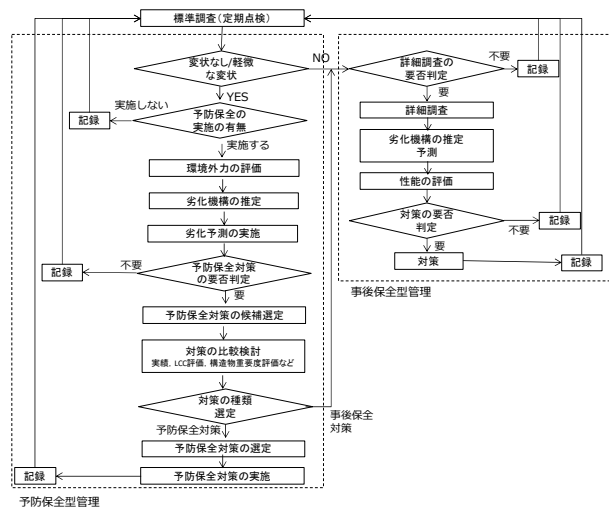 標準調査(定期点検)
変状なし/軽微
な変状
NO
YES
予防保全の
実施の有無
実施しない
記録
実施する
環境外力の評価
劣化機構の推定
劣化予測の実施
予防保全対策
の要否判定
不要
記録
要
予防保全対策の候補選定
対策の比較検討
実績, LCC評価, 構造物重要度評価など
対策の種類
選定
事後保全
対策
予防保全対策
予防保全対策の選定
予防保全対策の実施
記録
予防保全型管理
詳細調査の
要否判定
不要
記録
要
詳細調査
劣化機構の推定
予測
性能の評価
対策の要否
判定
不要
記録
要
対策
記録
事後保全型管理